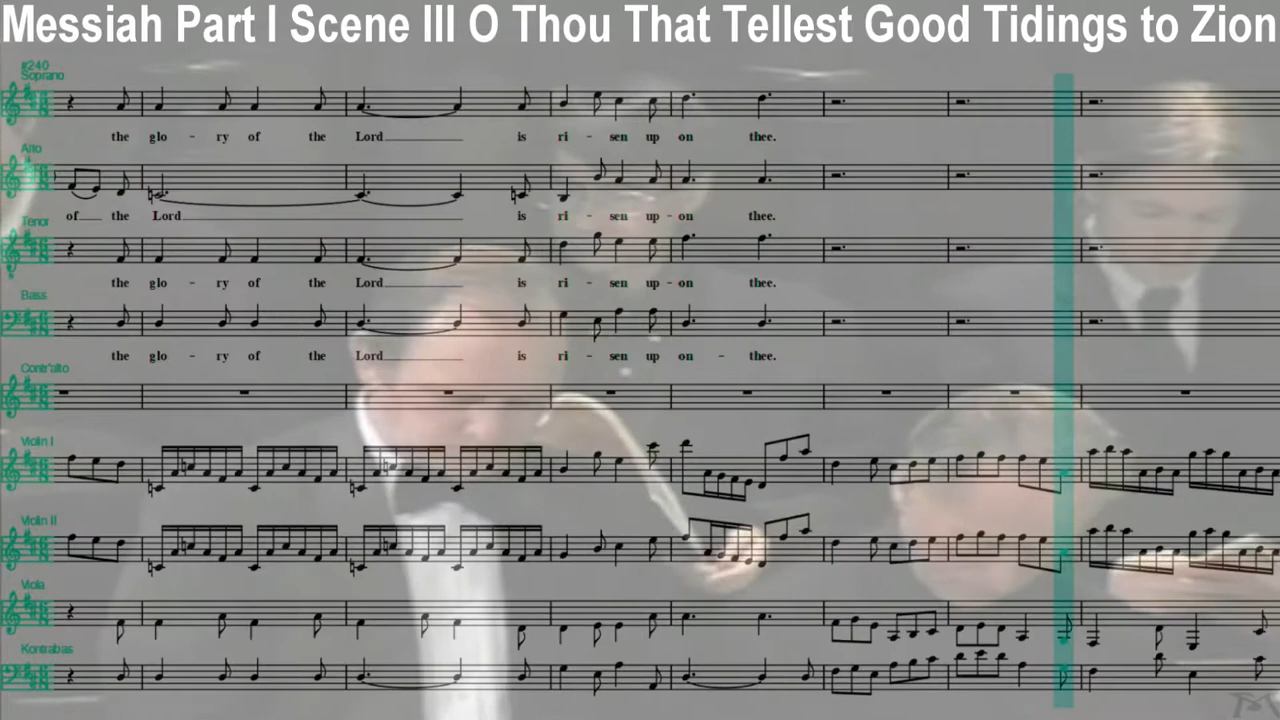 Messiah Part I Scene III O Thou That Tellest Good Tidings to Zion
#240
Soprano
the glo - ry of the Lord is ri - sen up on thee.
Alto
of the Lord is ri - sen up - on thee.
Tenor
the glo - ry of the Lord is ri - sen up - on thee.
Bass
the glo - ry of the Lord is ri - sen up on - thee.
Contr'alto
Violin I
Violin II
Viola
Kontrabas